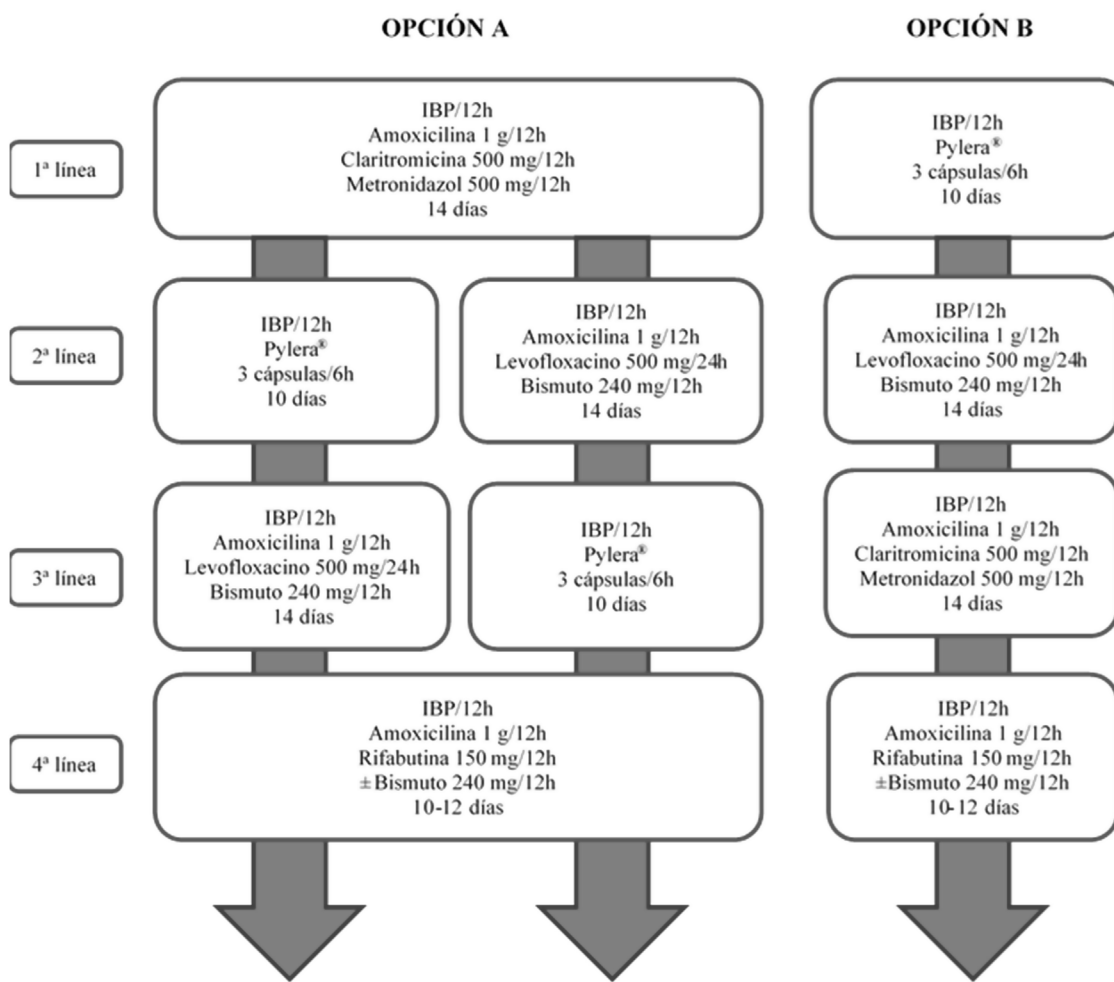 OPCIÓN A
OPCIÓN B
1ª línea
IBP/12h
Amoxicilina 1 g/12h
Claritromicina 500 mg/12h
Metronidazol 500 mg/12h
14 días
IBP/12h
Pylera®
3 cápsulas/6h
10 días
2ª línea
IBP/12h
Pylera®
3 cápsulas/6h
10 días
IBP/12h
Amoxicilina 1 g/12h
Levofloxacino 500 mg/24h
Bismuto 240 mg/12h
14 días
IBP/12h
Amoxicilina 1 g/12h
Levofloxacino 500 mg/24h
Bismuto 240 mg/12h
14 días
3ª línea
IBP/12h
Amoxicilina 1 g/12h
Levofloxacino 500 mg/24h
Bismuto 240 mg/12h
14 días
IBP/12h
Pylera®
3 cápsulas/6h
10 días
IBP/12h
Amoxicilina 1 g/12h
Claritromicina 500 mg/12h
Metronidazol 500 mg/12h
14 días
4ª línea
IBP/12h
Amoxicilina 1 g/12h
Rifabutina 150 mg/12h
±Bismuto 240 mg/12h
10-12 días
IBP/12h
Amoxicilina 1 g/12h
Rifabutina 150 mg/12h
±Bismuto 240 mg/12h
10-12 días